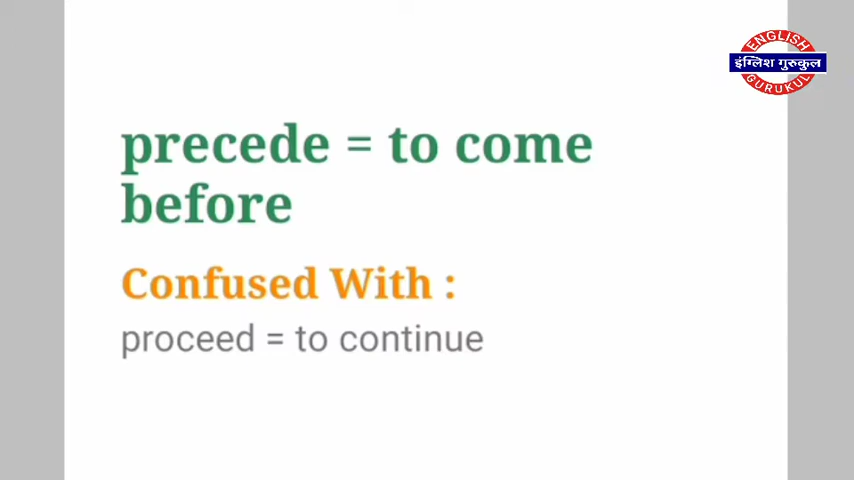 ENGLISH
इंग्लिश गुरुकुल
GURUKUL
precede = to come
before
Confused With :
proceed = to continue